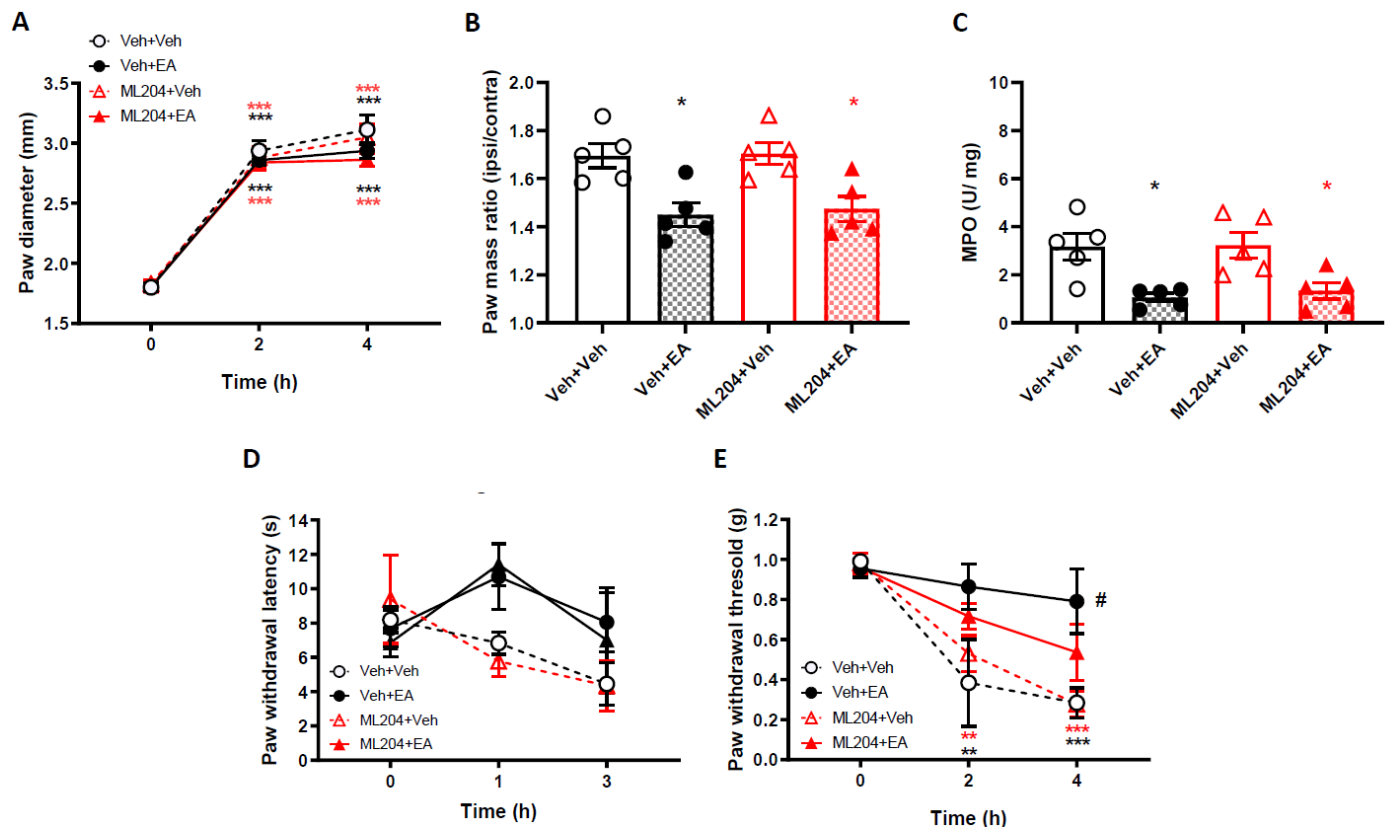 A
Veh+Veh
Veh+EA
ML204+Veh
ML204+EA
Paw diameter (mm)
3.5
3.0
2.5
2.0
1.5
***
***
***
***
***
***
***
***
0
2
4
Time (h)
B
Paw mass ratio (ipsi/contra)
2.0
1.8
1.6
1.4
1.2
1.0
*
*
Veh+Veh
Veh+EA
ML204+Veh
ML204+EA
C
MPO (U/ mg)
10
8
6
4
2
0
*
*
Veh+Veh
Veh+EA
ML204+Veh
ML204+EA
D
Paw withdrawal latency (s)
14
12
10
8
6
4
2
0
Veh+Veh
Veh+EA
ML204+Veh
ML204+EA
0
1
3
Time (h)
E
Paw withdrawal thresold (g)
1.2
1.0
0.8
0.6
0.4
0.2
0.0
#
Veh+Veh
Veh+EA
ML204+Veh
ML204+EA
**
**
***
***
0
2
4
Time (h)